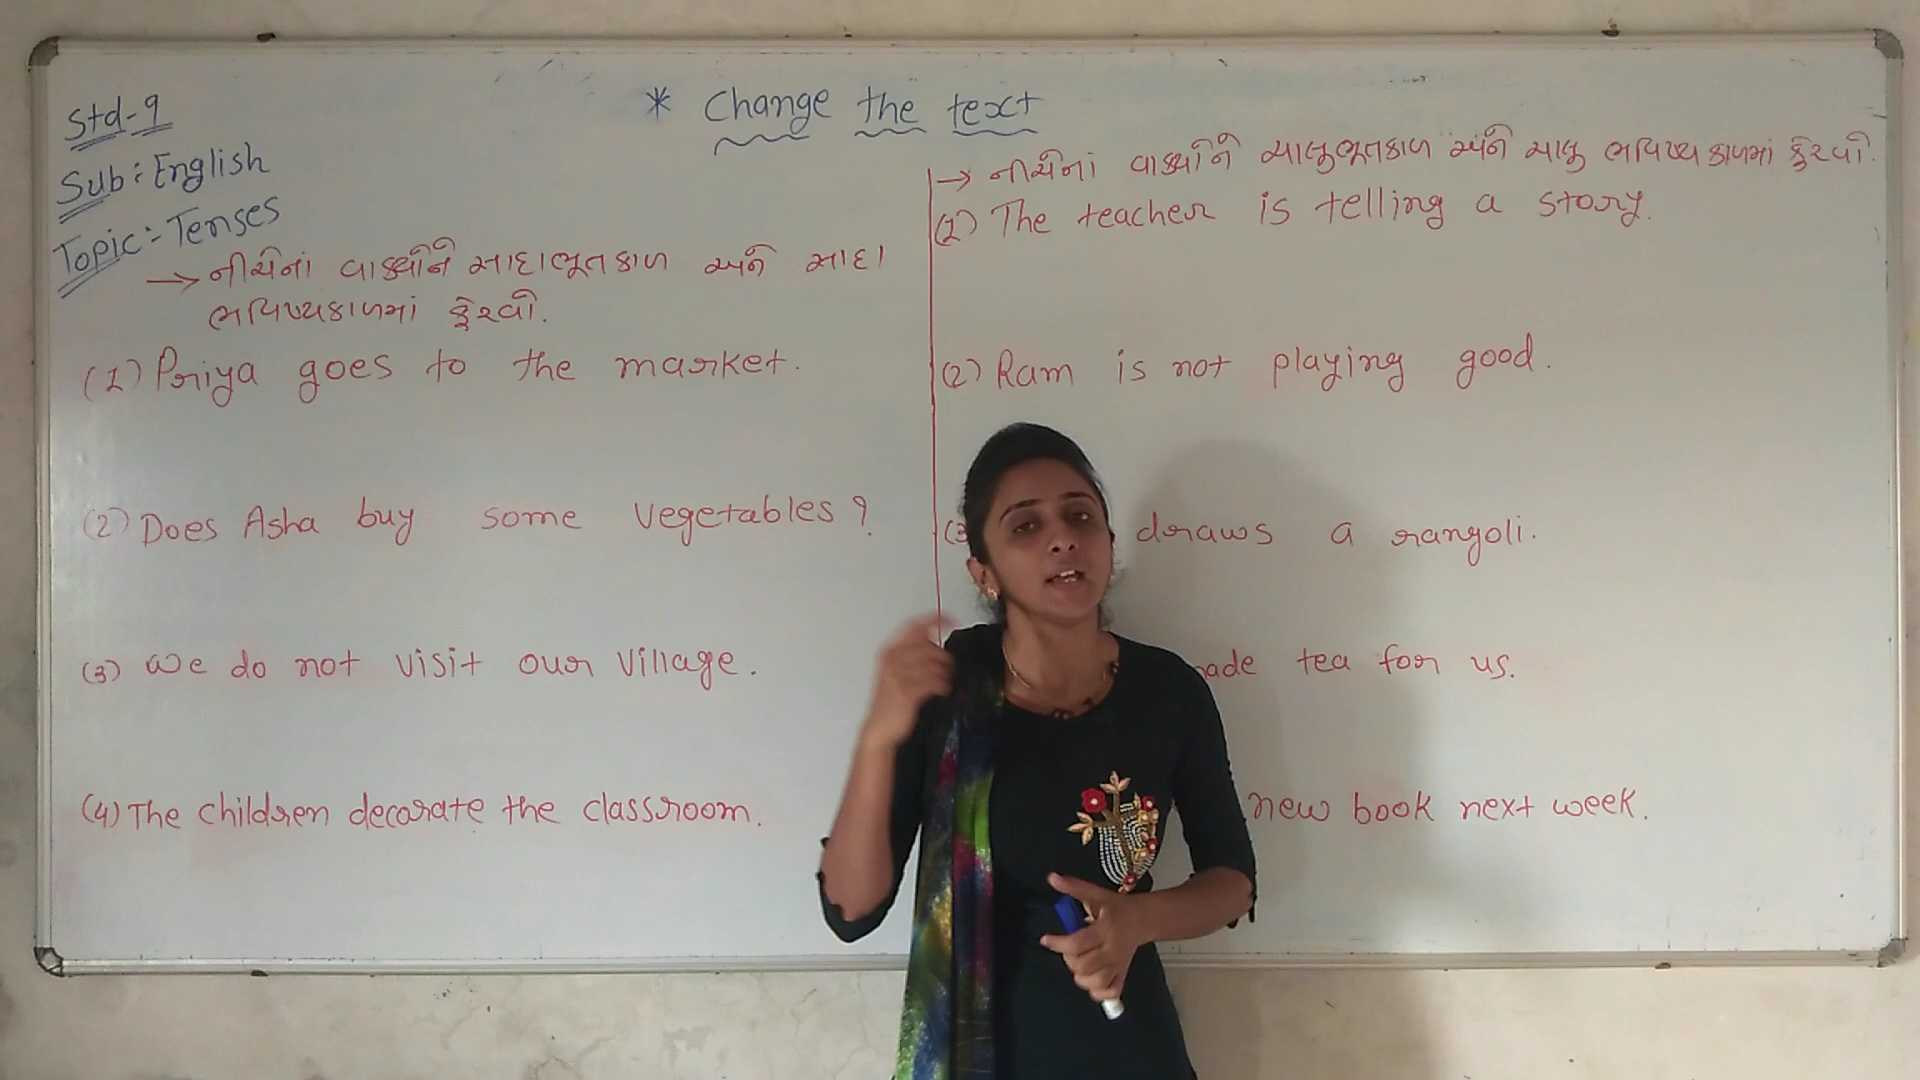 Std-9
Sub: English
Topic:- Tenses
* Change the text
→ નીચેનાં વાક્યોને સાદાભૂતકાળ અને સાદા
ભવિષ્યકાળમાં ફેરવો.
(1) Priya goes to the market.
(2) Does Asha buy some vegetables?
(3) we do not visit our village.
(4) The children decorate the classroom.
→ નીચેનાં વાક્યોને ચાલુભૂતકાળ અને ચાલુ ભવિષ્યકાળમાં ફેરવો.
(1) The teacher is telling a story.
(2) Ram is not playing good.
(3 draws a rangoli.
tea for us.
new book next week.